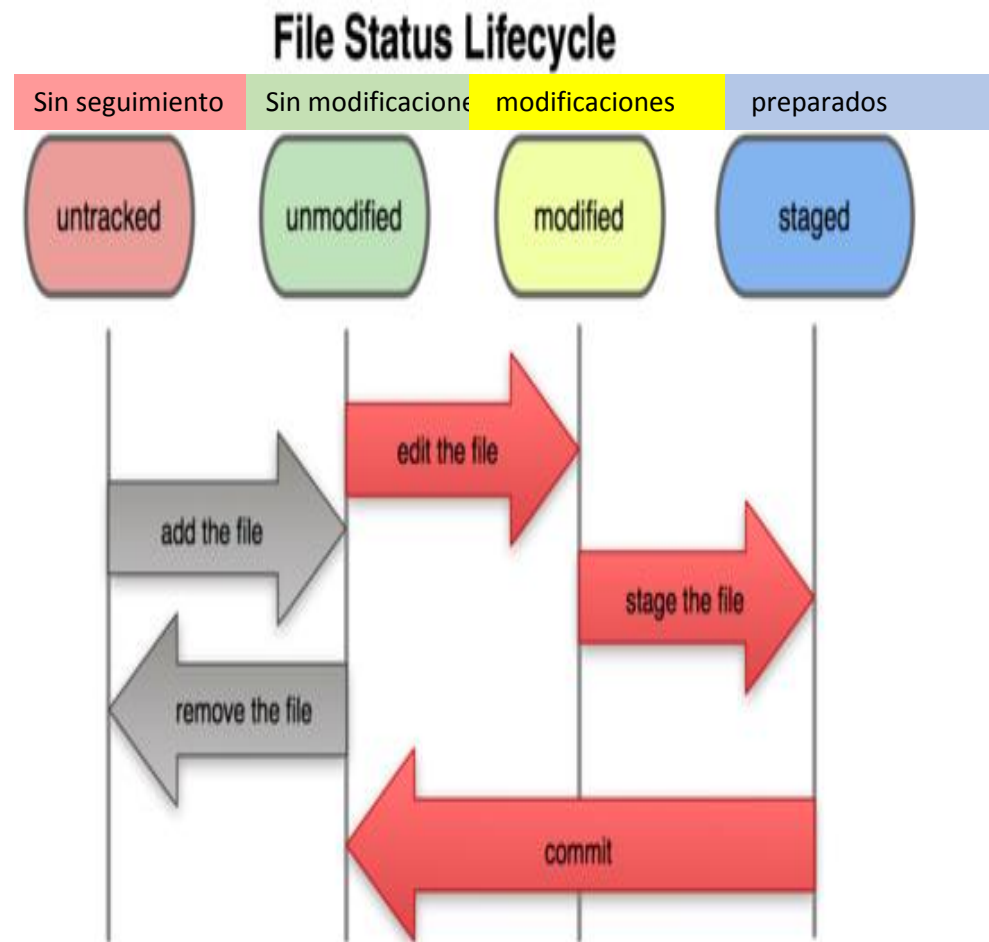 File Status Lifecycle
Sin seguimiento
Sin modificacione
modificaciones
preparados
untracked
unmodified
modified
staged
edit the file
add the file
stage the file
remove the file
commit